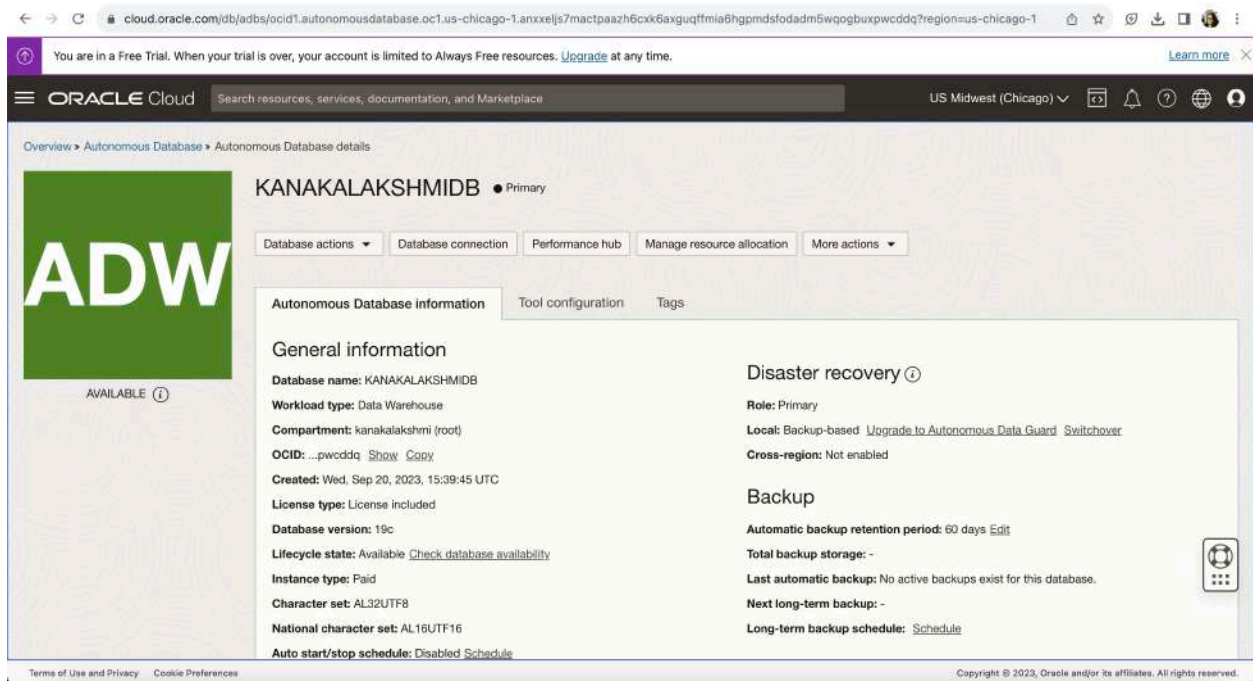 cloud.oracle.com/db/adbs/ocid1.autonomousdatabase.oc1.us-chicago-1.anxxeljs7mactpaazh6cxk6axguqffmia6hgpmdsfodadm5wqogbuxpwcddq?region=us-chicago-1
You are in a Free Trial. When your trial is over, your account is limited to Always Free resources. Upgrade at any time. Learn more
ORACLE Cloud Search resources, services, documentation, and Marketplace US Midwest (Chicago)
Overview » Autonomous Database » Autonomous Database details
ADW
AVAILABLE
KANAKALAKSHMIDB ● Primary
Database actions Database connection Performance hub Manage resource allocation More actions
Autonomous Database information Tool configuration Tags
General information
Database name: KANAKALAKSHMIDB
Workload type: Data Warehouse
Compartment: kanakalakshmi (root)
OCID: ...pwcddq Show Copy
Created: Wed, Sep 20, 2023, 15:39:45 UTC
License type: License included
Database version: 19c
Lifecycle state: Available Check database availability
Instance type: Paid
Character set: AL32UTF8
National character set: AL16UTF16
Auto start/stop schedule: Disabled Schedule
Disaster recovery
Role: Primary
Local: Backup-based Upgrade to Autonomous Data Guard Switchover
Cross-region: Not enabled
Backup
Automatic backup retention period: 60 days Edit
Total backup storage: -
Last automatic backup: No active backups exist for this database.
Next long-term backup: -
Long-term backup schedule: Schedule
Terms of Use and Privacy Cookie Preferences Copyright © 2023, Oracle and/or its affiliates. All rights reserved.